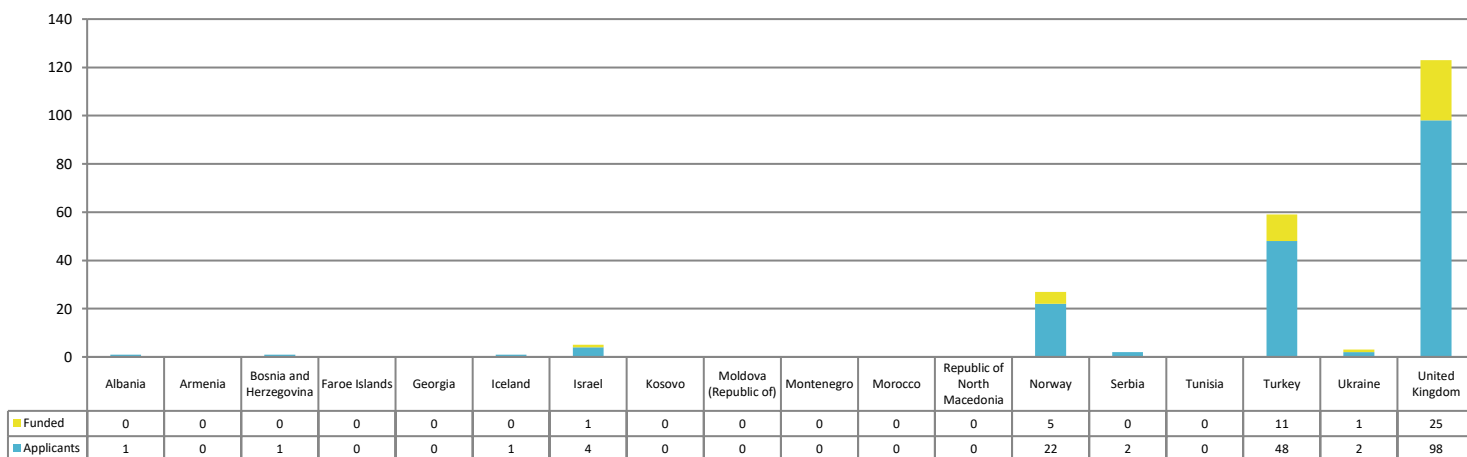 140
120
100
80
60
40
20
0
Albania Armenia Bosnia and Herzegovina Faroe Islands Georgia Iceland Israel Kosovo Moldova (Republic of) Montenegro Morocco Republic of North Macedonia Norway Serbia Tunisia Turkey Ukraine United Kingdom
Funded 0 0 0 0 0 0 1 0 0 0 0 0 5 0 0 11 1 25
Applicants 1 0 1 0 0 1 4 0 0 0 0 0 22 2 0 48 2 98